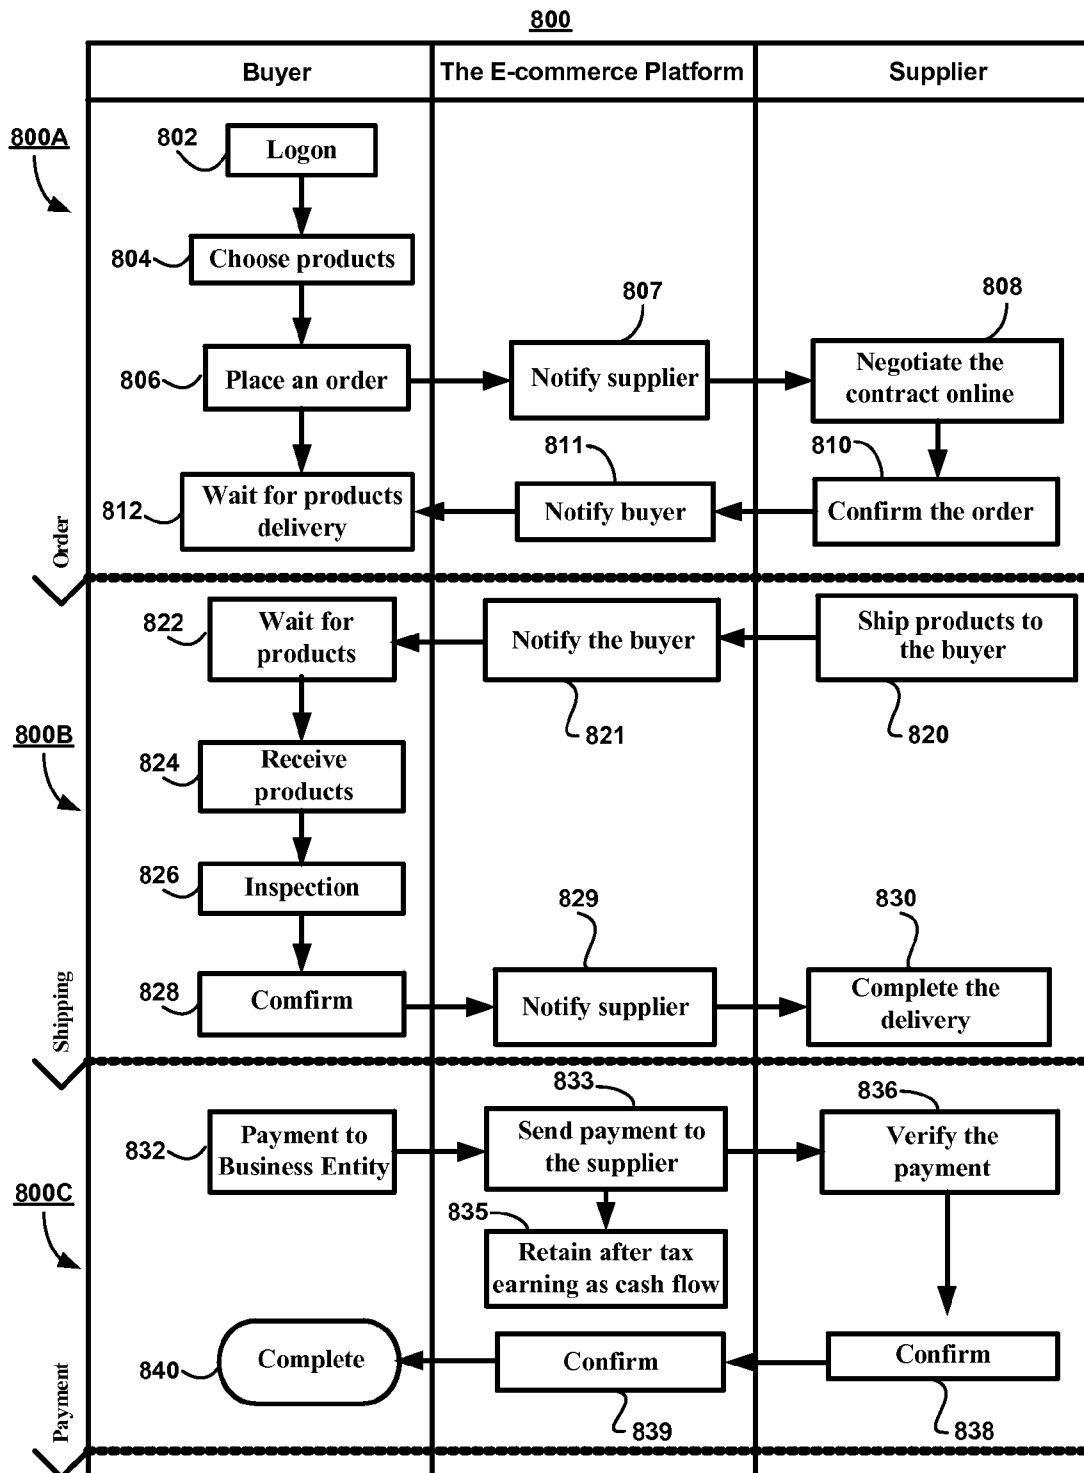 800
Buyer
The E-commerce Platform
Supplier
800A
802
Logon
804
Choose products
807
808
806
Place an order
Notify supplier
Negotiate the
contract online
811
810
812
Wait for products
delivery
Notify buyer
Confirm the order
Order
822
Wait for
products
Notify the buyer
Ship products to
the buyer
821
820
800B
824
Receive
products
826
Inspection
829
830
828
Comfirm
Notify supplier
Complete the
delivery
Shipping
833
836
832
Payment to
Business Entity
Send payment to
the supplier
Verify the
payment
800C
835
Retain after tax
earning as cash flow
840
Complete
Confirm
Confirm
839
838
Payment